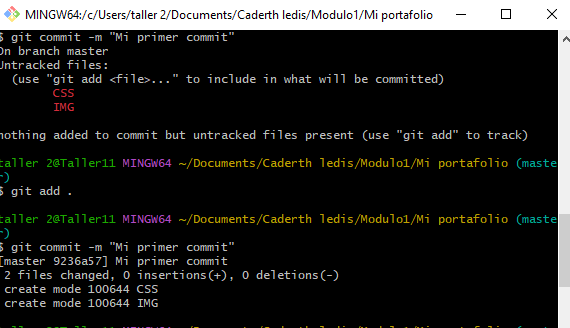 MINGW64:/c/Users/taller 2/Documents/Caderth ledis/Modulo1/Mi portafolio
$ git commit -m "Mi primer commit"
On branch master
Untracked files:
(use "git add <file>..." to include in what will be committed)
CSS
IMG
nothing added to commit but untracked files present (use "git add" to track)
taller 2@Taller11 MINGW64 ~/Documents/Caderth ledis/Modulo1/Mi portafolio (maste
r)
$ git add .
taller 2@Taller11 MINGW64 ~/Documents/Caderth ledis/Modulo1/Mi portafolio (maste
r)
$ git commit -m "Mi primer commit"
[master 9236a57] Mi primer commit
2 files changed, 0 insertions(+), 0 deletions(-)
create mode 100644 CSS
create mode 100644 IMG